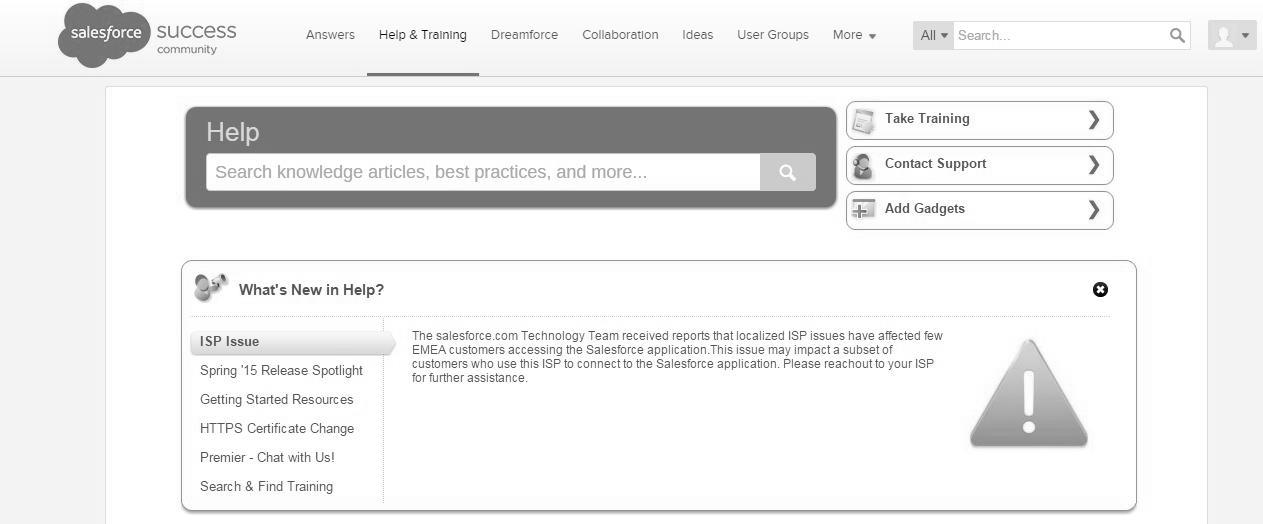 salesforce success community
Answers Help & Training Dreamforce Collaboration Ideas User Groups More
All Search...
Help
Search knowledge articles, best practices, and more...
Take Training
Contact Support
Add Gadgets
What's New in Help?
ISP Issue
Spring '15 Release Spotlight
Getting Started Resources
HTTPS Certificate Change
Premier - Chat with Us!
Search & Find Training
The salesforce.com Technology Team received reports that localized ISP issues have affected few
EMEA customers accessing the Salesforce application.This issue may impact a subset of
customers who use this ISP to connect to the Salesforce application. Please reachout to your ISP
for further assistance.